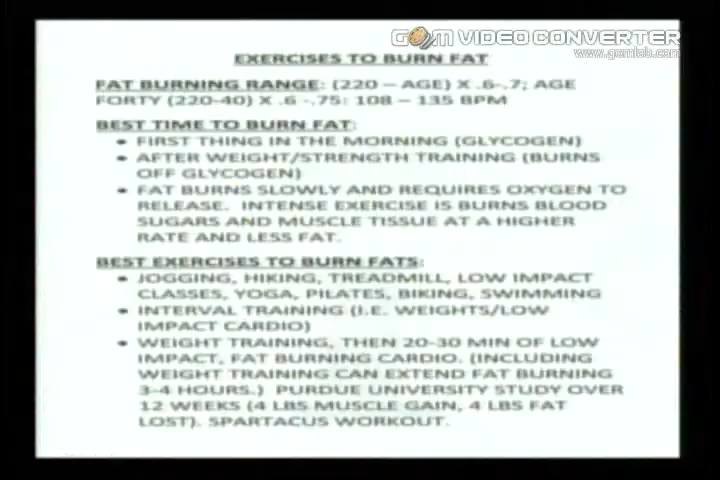 GOM VIDEO CONVERTER
www.gomlab.com
EXERCISES TO BURN FAT
FAT BURNING RANGE: (220 – AGE) X .6-.7; AGE
FORTY (220-40) X .6 -.75: 108 – 135 BPM
BEST TIME TO BURN FAT:
• FIRST THING IN THE MORNING (GLYCOGEN)
• AFTER WEIGHT/STRENGTH TRAINING (BURNS
OFF GLYCOGEN)
• FAT BURNS SLOWLY AND REQUIRES OXYGEN TO
RELEASE. INTENSE EXERCISE IS BURNS BLOOD
SUGARS AND MUSCLE TISSUE AT A HIGHER
RATE AND LESS FAT.
BEST EXERCISES TO BURN FATS:
• JOGGING, HIKING, TREADMILL, LOW IMPACT
CLASSES, YOGA, PILATES, BIKING, SWIMMING
• INTERVAL TRAINING (I.E. WEIGHTS/LOW
IMPACT CARDIO)
• WEIGHT TRAINING, THEN 20-30 MIN OF LOW
IMPACT, FAT BURNING CARDIO. (INCLUDING
WEIGHT TRAINING CAN EXTEND FAT BURNING
3-4 HOURS.) PURDUE UNIVERSITY STUDY OVER
12 WEEKS (4 LBS MUSCLE GAIN, 4 LBS FAT
LOST). SPARTACUS WORKOUT.